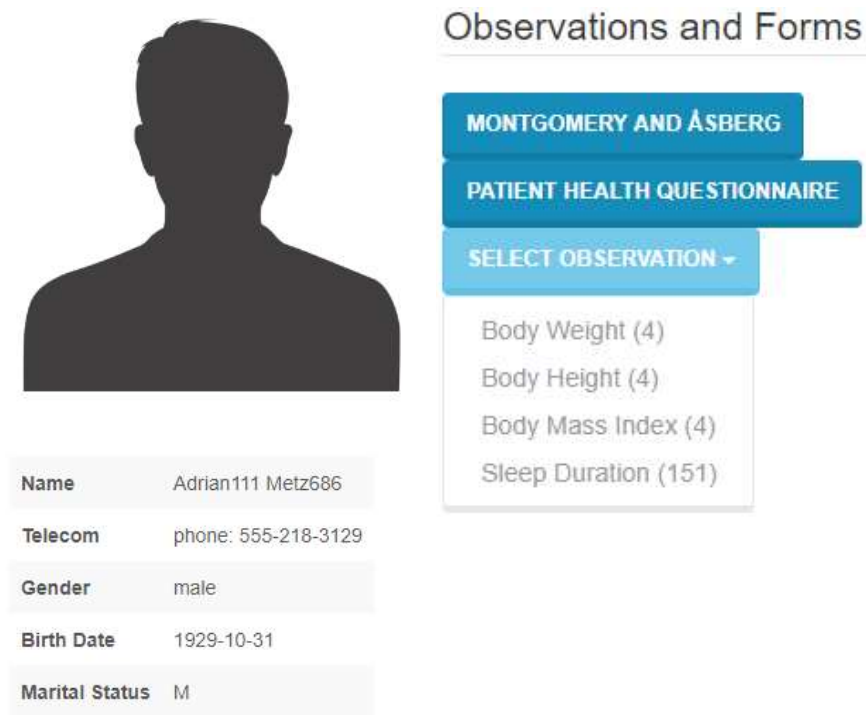 Observations and Forms
MONTGOMERY AND ÅSBERG
PATIENT HEALTH QUESTIONNAIRE
SELECT OBSERVATION
Body Weight (4)
Body Height (4)
Body Mass Index (4)
Sleep Duration (151)
Name Adrian111 Metz686
Telecom phone: 555-218-3129
Gender male
Birth Date 1929-10-31
Marital Status M